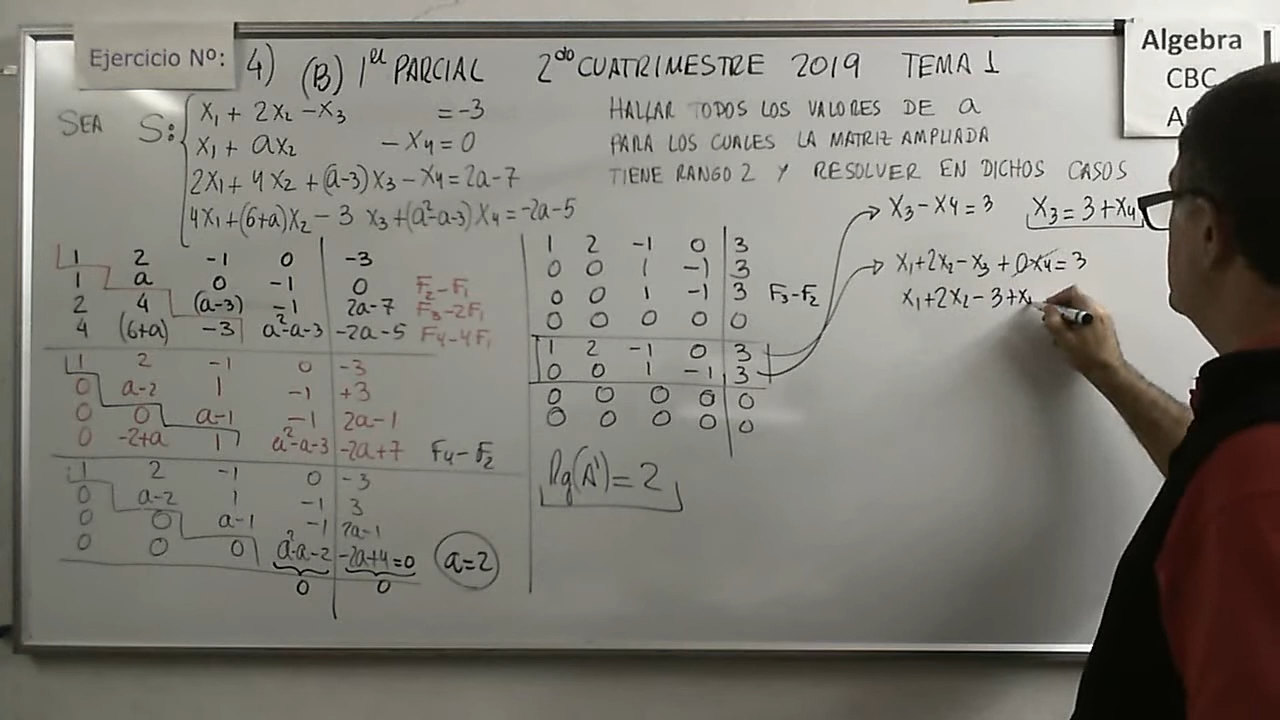 Ejercicio Nº: 4) (B) 1er PARCIAL 2do CUATRIMESTRE 2019 TEMA 1
Algebra
CBC
A
SEA S: { x1 + 2x2 - x3 = -3
x1 + ax2 - x4 = 0
2x1 + 4x2 + (a-3)x3 - x4 = 2a-7
4x1 + (6+a)x2 - 3 x3 + (a²-a-3)x4 = -2a-5
HALLAR TODOS LOS VALORES DE a
PARA LOS CUALES LA MATRIZ AMPLIADA
TIENE RANGO 2 Y RESOLVER EN DICHOS CASOS
1 2 -1 0 | -3
1 a 0 -1 | 0 F2-F1
2 4 (a-3) -1 | 2a-7 F3-2F1
4 (6+a) -3 a²-a-3 | -2a-5 F4-4F1
1 2 -1 0 | -3
0 a-2 1 -1 | +3
0 0 a-1 -1 | 2a-1
0 -2+a 1 a²-a-3 | -2a+7 F4-F2
1 2 -1 0 | -3
0 a-2 1 -1 | 3
0 0 a-1 -1 | 2a-1
0 0 0 a²-a-2 | -2a+4=0 a=2
0 | 0
1 2 -1 0 | 3
0 0 1 -1 | 3
0 0 1 -1 | 3 F3-F2
0 0 0 0 | 0
1 2 -1 0 | 3
0 0 1 -1 | 3
0 0 0 0 | 0
0 0 0 0 | 0
Rg(A')=2
x3 - x4 = 3 x3 = 3+x4
x1+2x2-x3+0x4=3
x1+2x2-3+x